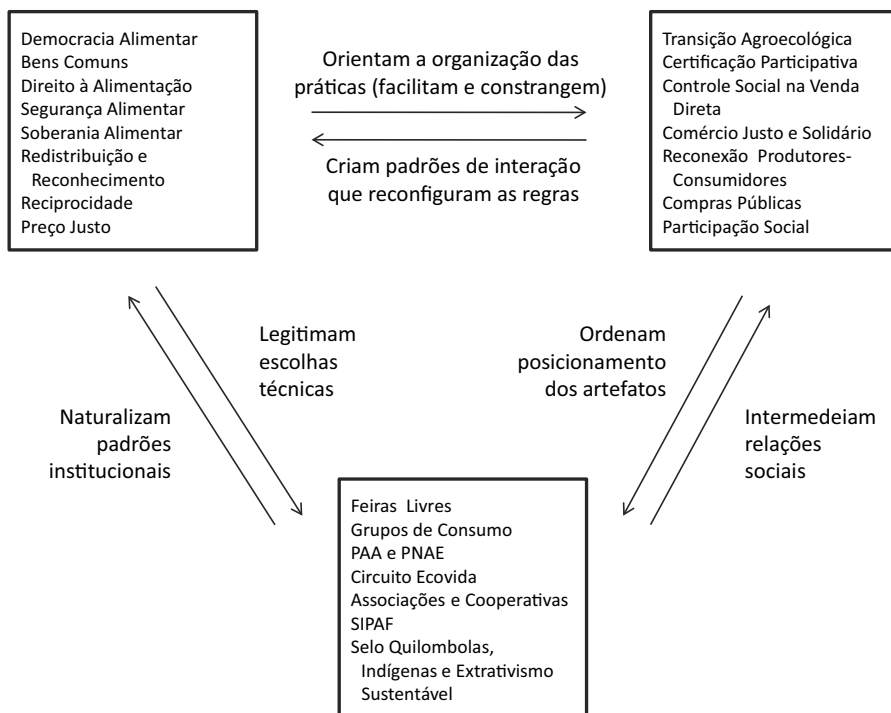 Democracia Alimentar
Bens Comuns
Direito à Alimentação
Segurança Alimentar
Soberania Alimentar
Redistribuição e
Reconhecimento
Reciprocidade
Preço Justo
Orientam a organização das
práticas (facilitam e constrangem)
Criam padrões de interação
que reconfiguram as regras
Transição Agroecológica
Certificação Participativa
Controle Social na Venda
Direta
Comércio Justo e Solidário
Reconexão Produtores-
Consumidores
Compras Públicas
Participação Social
Legitimam
escolhas
técnicas
Naturalizam
padrões
institucionais
Ordenam
posicionamento
dos artefatos
Intermedeiam
relações
sociais
Feiras Livres
Grupos de Consumo
PAA e PNAE
Circuito Ecovida
Associações e Cooperativas
SIPAF
Selo Quilombolas,
Indígenas e Extrativismo
Sustentável